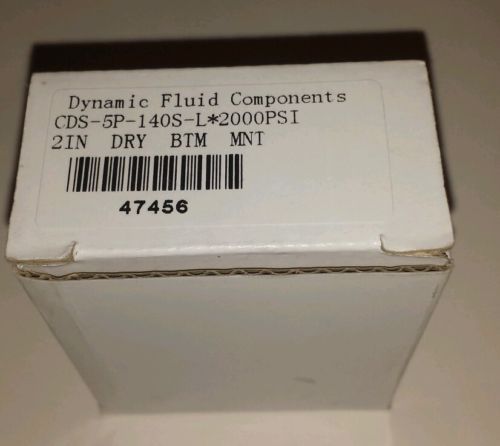 Dynamic Fluid Components
CDS-5P-140S-L*2000PSI
2IN DRY BTM MNT
47456